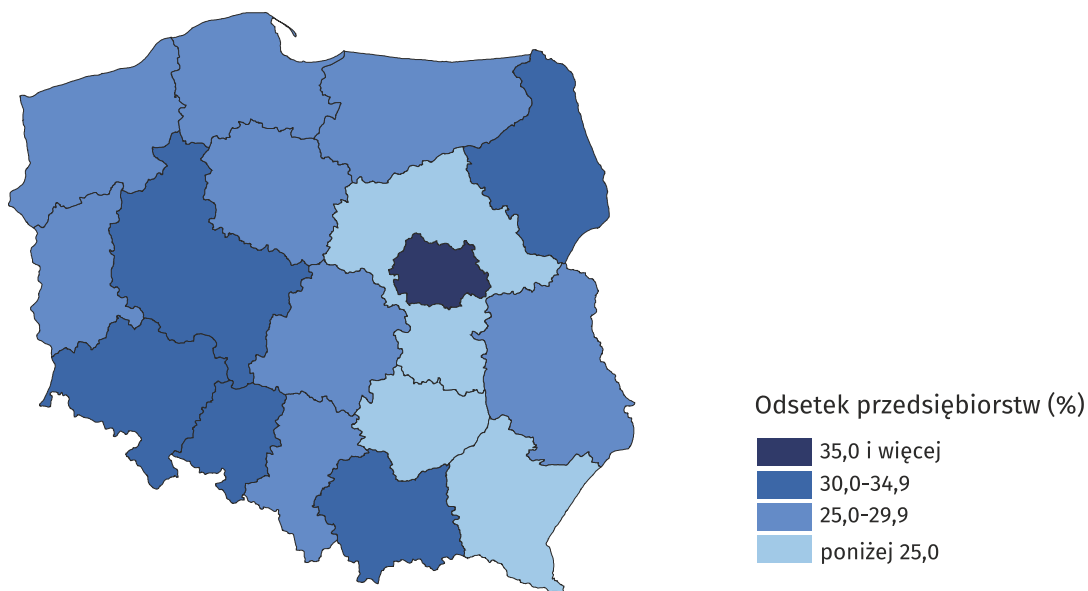 Odsetek przedsiębiorstw (%)
35,0 i więcej
30,0-34,9
25,0-29,9
poniżej 25,0